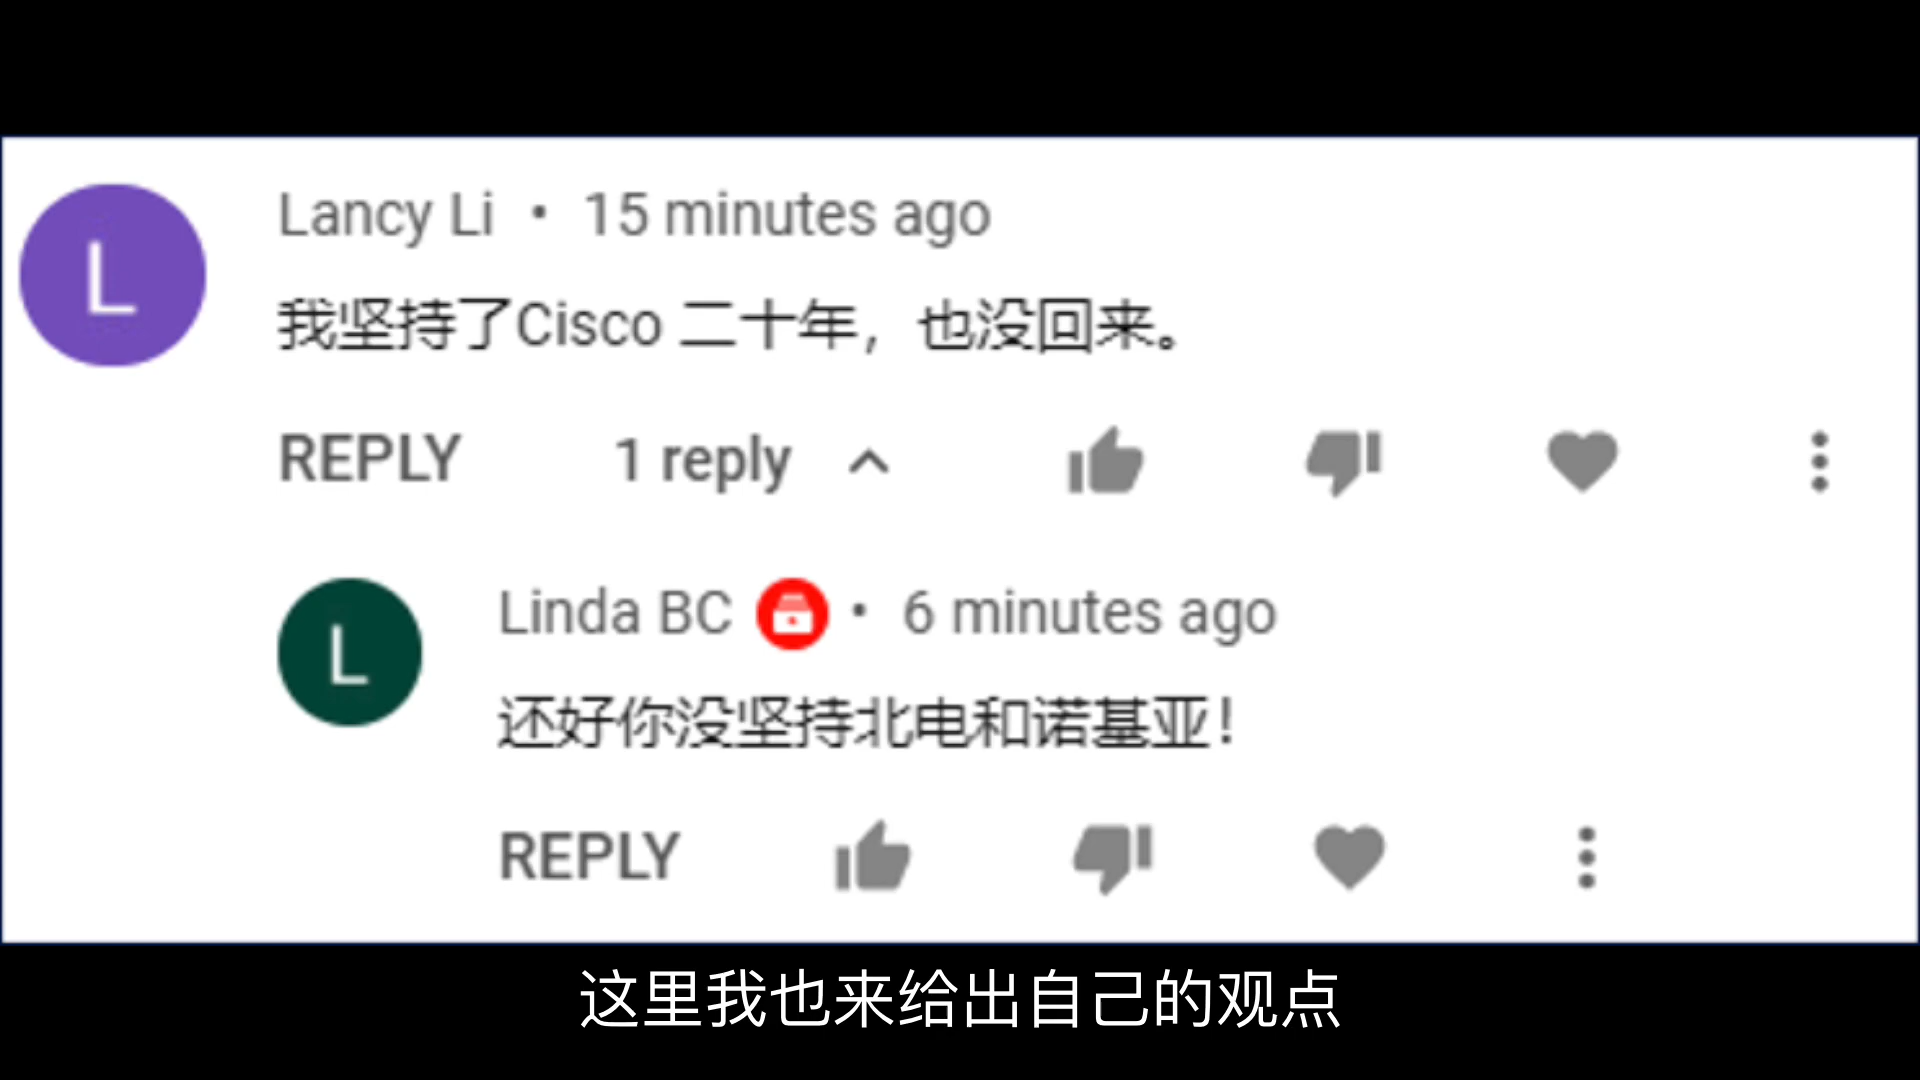 L
Lancy Li • 15 minutes ago
我坚持了Cisco 二十年，也没回来。
REPLY 1 reply
L
Linda BC • 6 minutes ago
还好你没坚持北电和诺基亚！
REPLY
这里我也来给出自己的观点